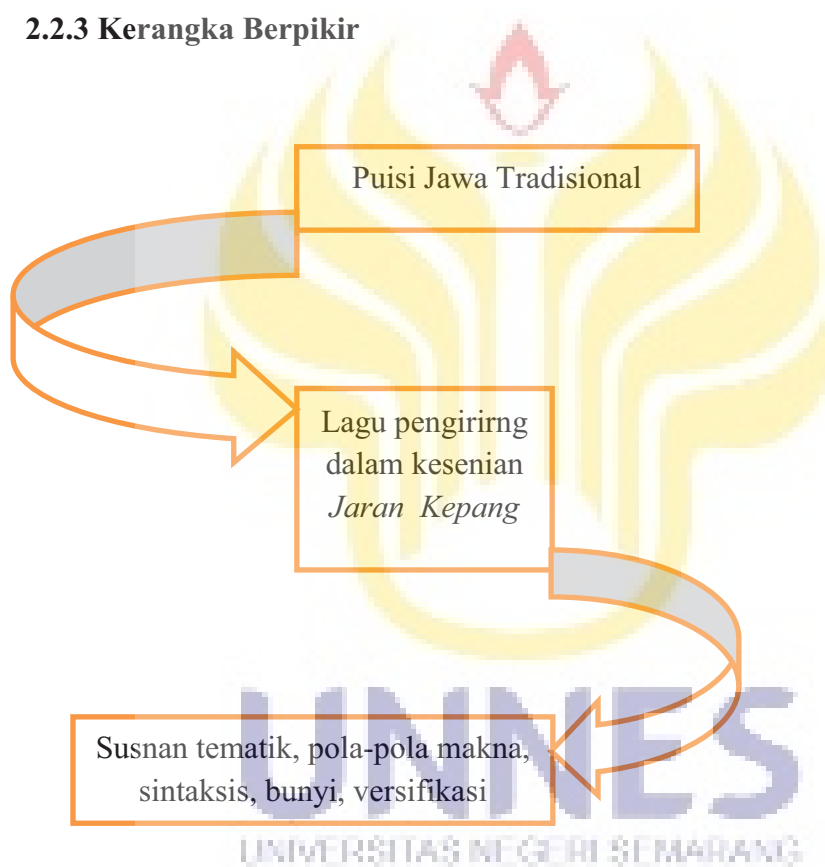 2.2.3 Kerangka Berpikir
Puisi Jawa Tradisional
Lagu pengirirng
dalam kesenian
Jaran Kepang
Susnan tematik, pola-pola makna,
sintaksis, bunyi, versifikasi
UNNES
UNIVERSITAS NEGERI SEMARANG